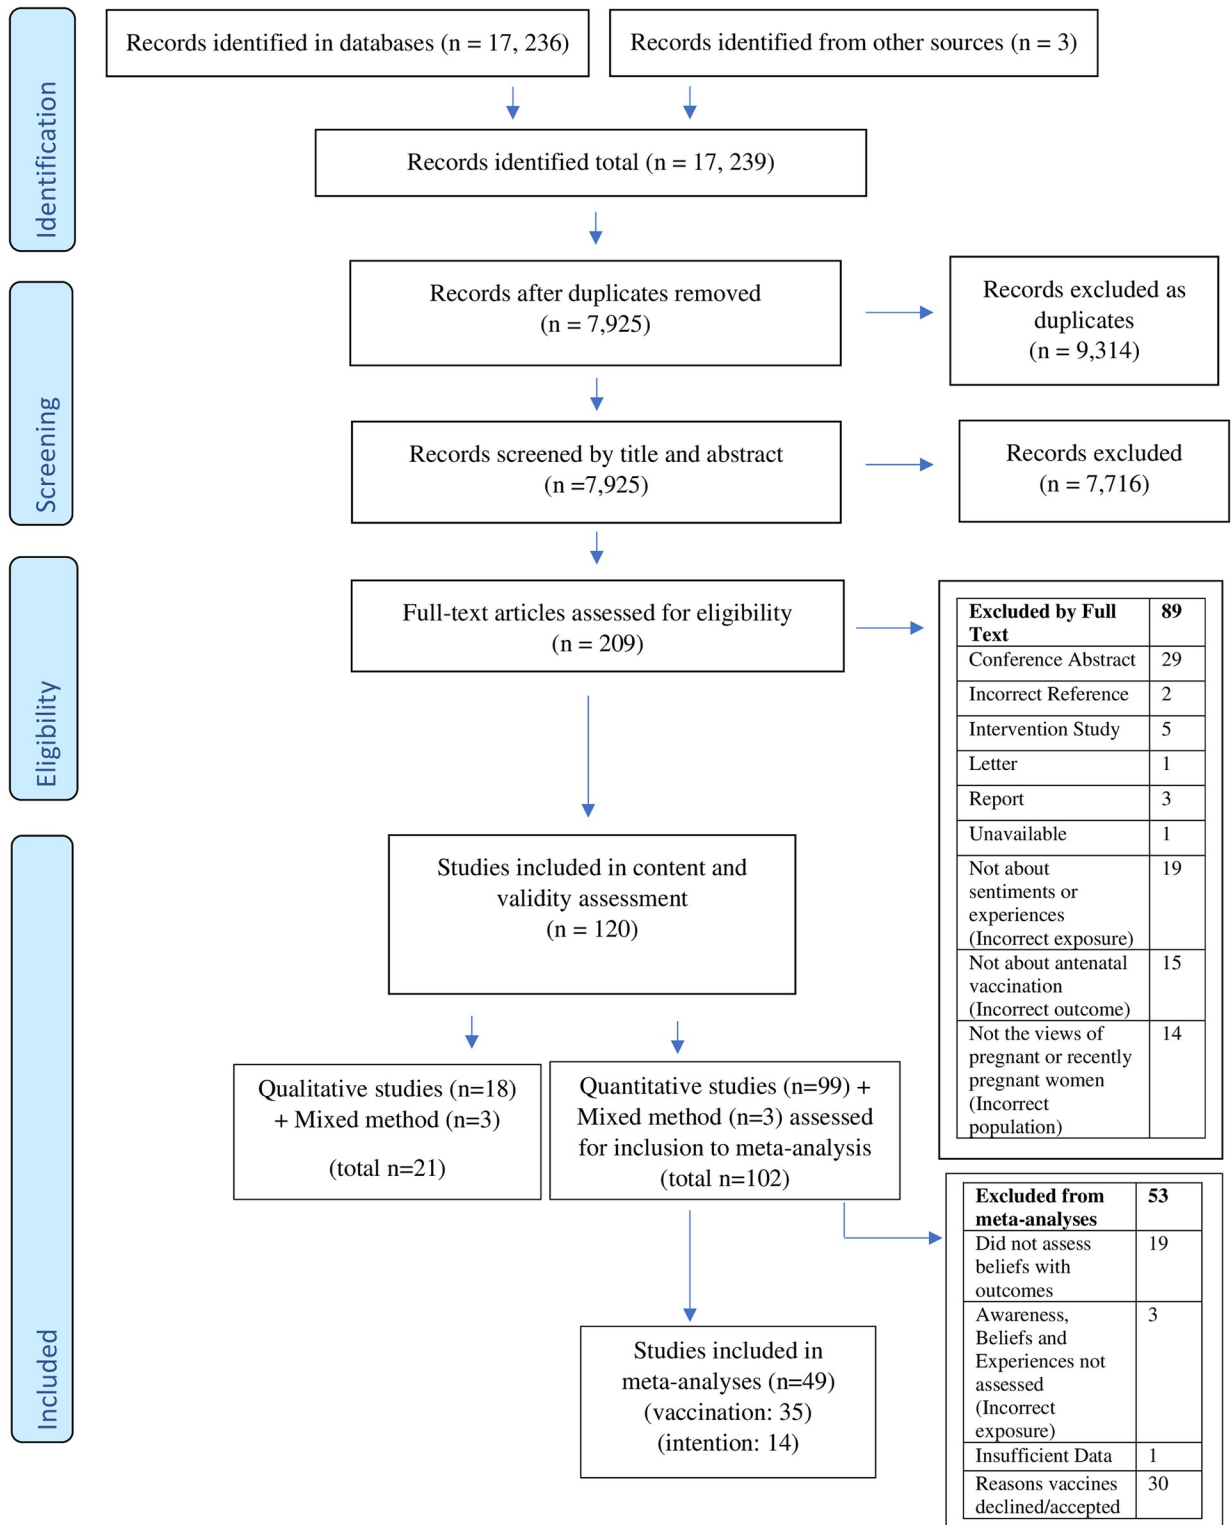 Identification
Records identified in databases (n = 17, 236)
Records identified from other sources (n = 3)
Records identified total (n = 17, 239)
Screening
Records after duplicates removed
(n = 7,925)
Records excluded as
duplicates
(n = 9,314)
Records screened by title and abstract
(n =7,925)
Records excluded
(n = 7,716)
Eligibility
Full-text articles assessed for eligibility
(n = 209)
Excluded by Full
Text
89
Conference Abstract 29
Incorrect Reference 2
Intervention Study 5
Letter 1
Report 3
Unavailable 1
Not about
sentiments or
experiences
(Incorrect exposure)
19
Not about antenatal
vaccination
(Incorrect outcome)
15
Not the views of
pregnant or recently
pregnant women
(Incorrect
population)
14
Included
Studies included in content and
validity assessment
(n = 120)
Qualitative studies (n=18)
+ Mixed method (n=3)
(total n=21)
Quantitative studies (n=99) +
Mixed method (n=3) assessed
for inclusion to meta-analysis
(total n=102)
Excluded from
meta-analyses
53
Did not assess
beliefs with
outcomes
19
Awareness,
Beliefs and
Experiences not
assessed
(Incorrect
exposure)
3
Insufficient Data 1
Reasons vaccines
declined/accepted
30
Studies included in
meta-analyses (n=49)
(vaccination: 35)
(intention: 14)